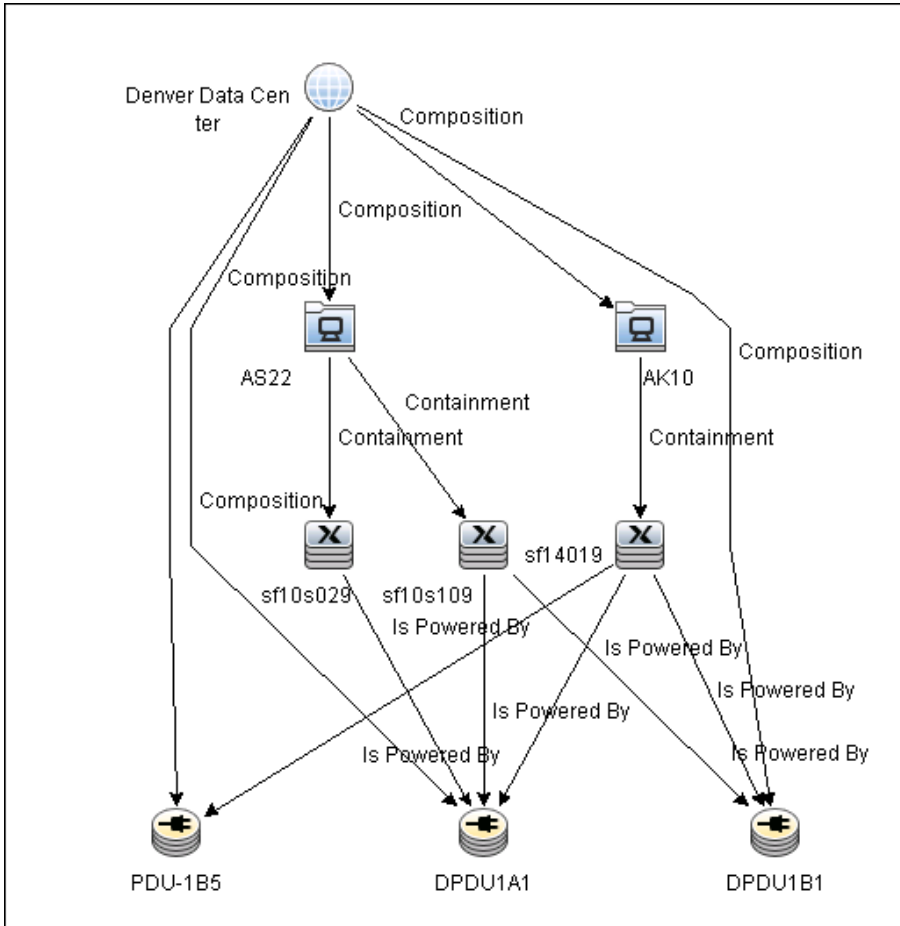 Denver Data Cen
ter
Composition
Composition
Composition
Composition
AS22
AK10
Containment
Containment
Containment
Composition
sf14019
sf10s029
sf10s109
Is Powered By
Is Powered By
Is Powered By
Is Powered By
Is Powered By
Is Powered By
PDU-1B5
DPDU1A1
DPDU1B1